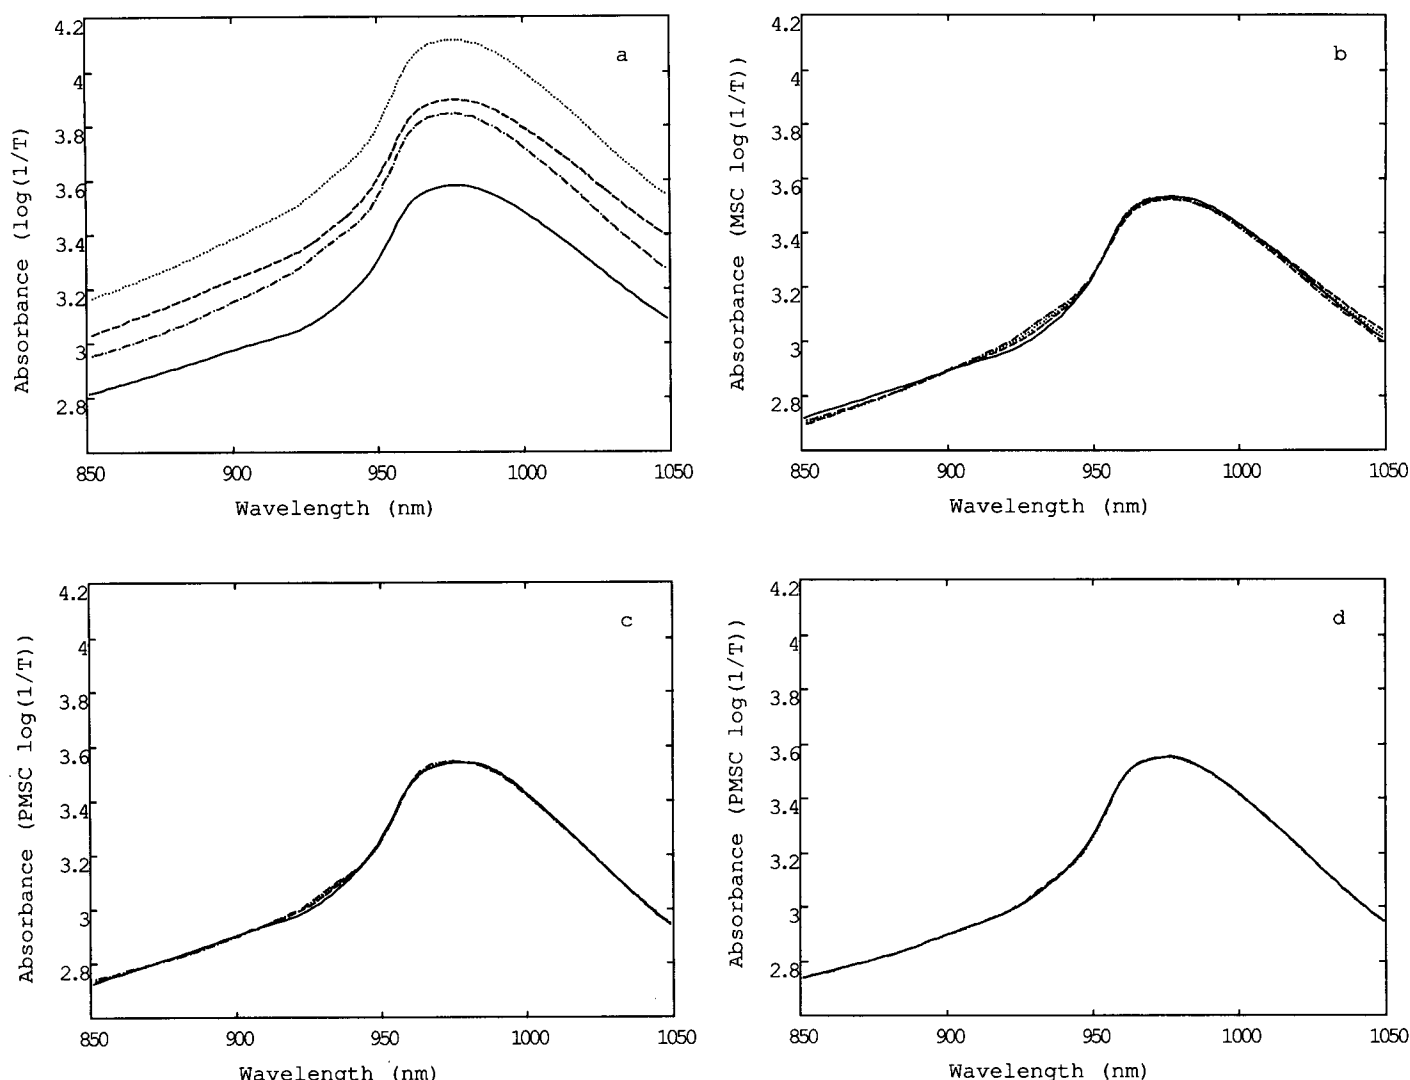 4.2
4
3.8
3.6
3.4
3.2
3
2.8
850 900 950 1000 1050
Wavelength (nm)
Absorbance (log(1/T)
a
4.2
4
3.8
3.6
3.4
3.2
3
2.8
850 900 950 1000 1050
Wavelength (nm)
Absorbance (MSC log(1/T))
b
4.2
4
3.8
3.6
3.4
3.2
3
2.8
850 900 950 1000 1050
Wavelength (nm)
Absorbance (PMSC log(1/T))
c
4.2
4
3.8
3.6
3.4
3.2
3
2.8
850 900 950 1000 1050
Wavelength (nm)
Absorbance (PMSC log(1/T))
d